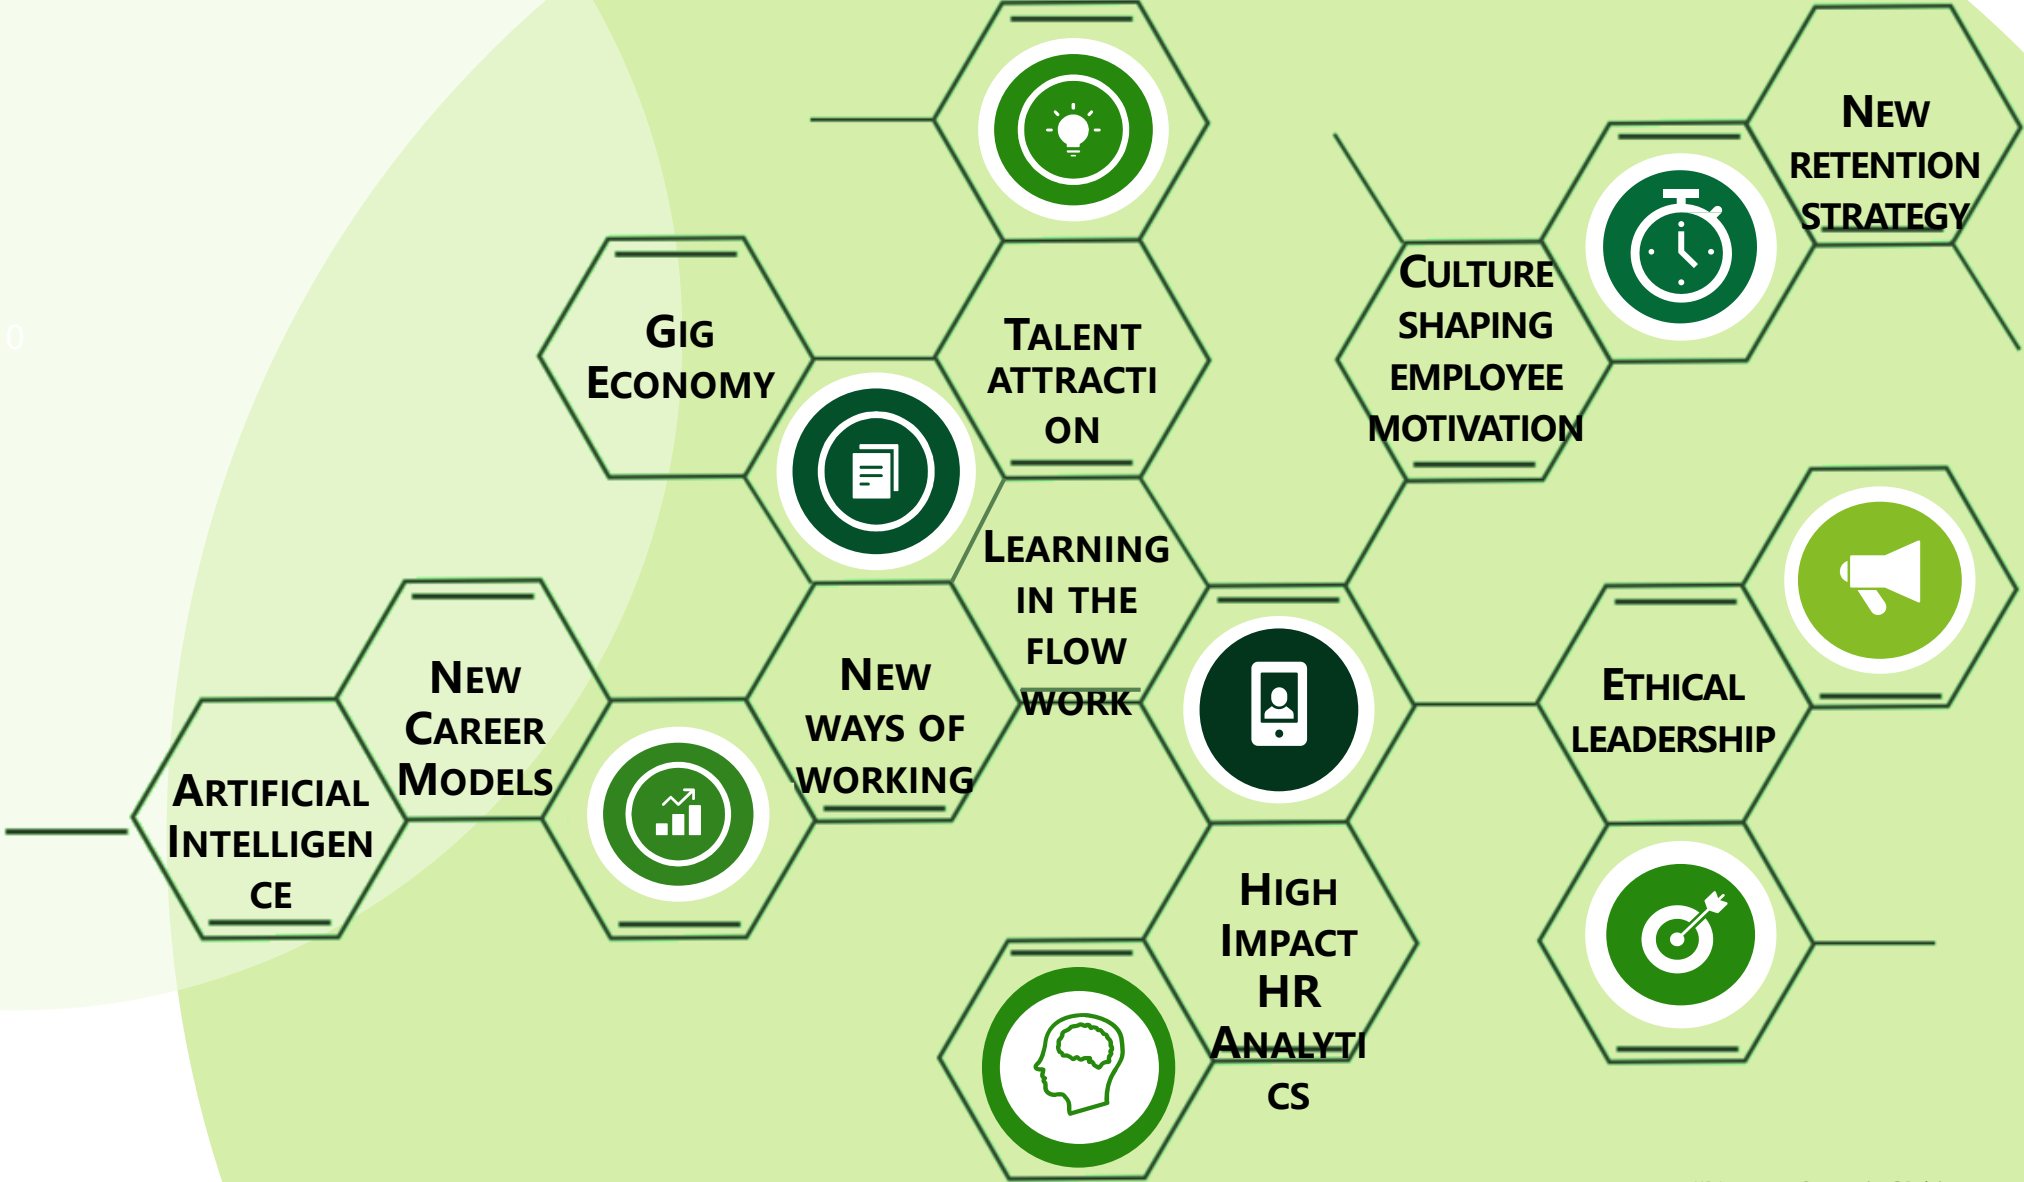 NEW
RETENTION
STRATEGY
CULTURE
SHAPING
EMPLOYEE
MOTIVATION
GIG
ECONOMY
TALENT
ATTRACTI
ON
0
LEARNING
IN THE
FLOW
WORK
NEW
CAREER
MODELS
NEW
WAYS OF
WORKING
ETHICAL
LEADERSHIP
ARTIFICIAL
INTELLIGEN
CE
HIGH
IMPACT
HR
ANALYTI
CS